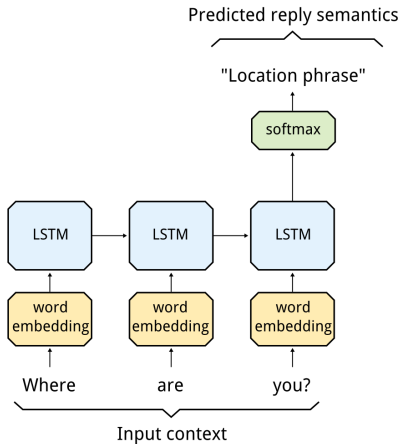 Predicted reply semantics
"Location phrase"
softmax
LSTM LSTM LSTM
word embedding word embedding word embedding
Where are you?
Input context